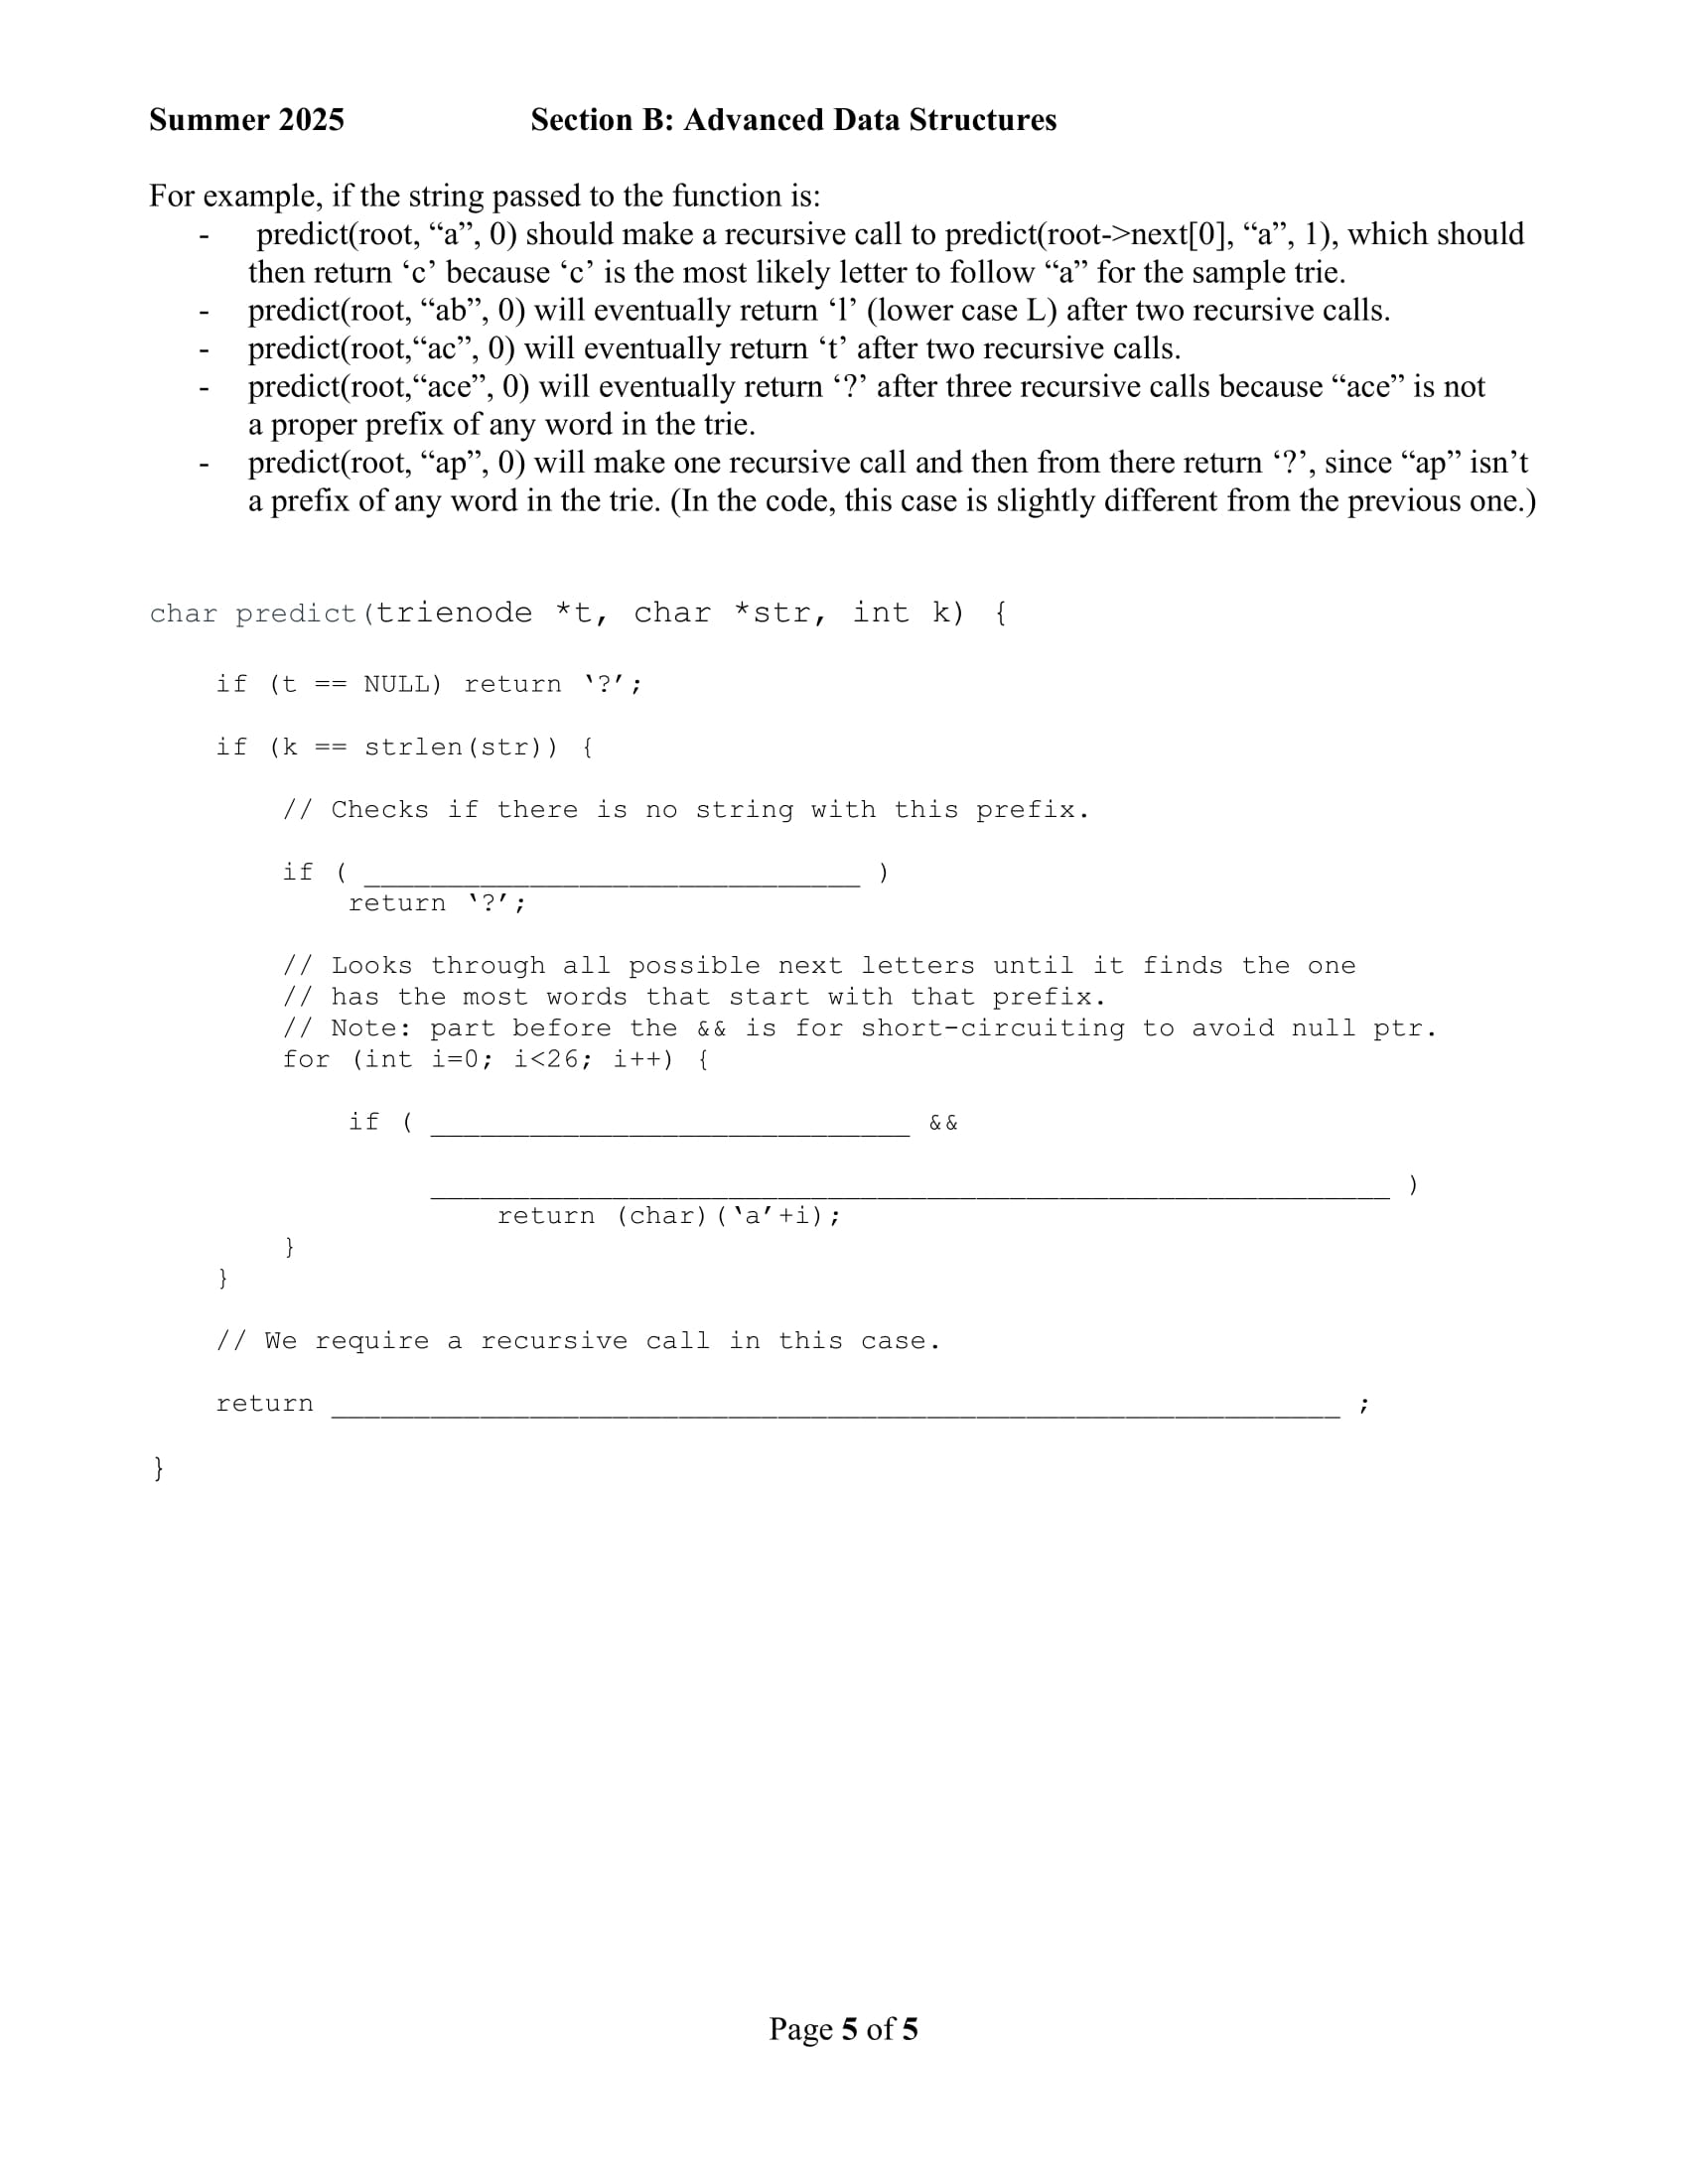 Summer 2025 Section B: Advanced Data Structures
For example, if the string passed to the function is:
- predict(root, “a”, 0) should make a recursive call to predict(root->next[0], “a”, 1), which should
then return ‘c’ because ‘c’ is the most likely letter to follow “a” for the sample trie.
- predict(root, “ab”, 0) will eventually return ‘l’ (lower case L) after two recursive calls.
- predict(root,“ac”, 0) will eventually return ‘t’ after two recursive calls.
- predict(root,“ace”, 0) will eventually return ‘?’ after three recursive calls because “ace” is not
a proper prefix of any word in the trie.
- predict(root, “ap”, 0) will make one recursive call and then from there return ‘?’, since “ap” isn’t
a prefix of any word in the trie. (In the code, this case is slightly different from the previous one.)
char predict(trienode *t, char *str, int k) {
if (t == NULL) return ‘?’;
if (k == strlen(str)) {
// Checks if there is no string with this prefix.
if ( ______________________________ )
return ‘?’;
// Looks through all possible next letters until it finds the one
// has the most words that start with that prefix.
// Note: part before the && is for short-circuiting to avoid null ptr.
for (int i=0; i<26; i++) {
if ( _____________________________ &&
__________________________________________________________ )
return (char)(‘a’+i);
}
}
// We require a recursive call in this case.
return _____________________________________________________________ ;
}
Page 5 of 5